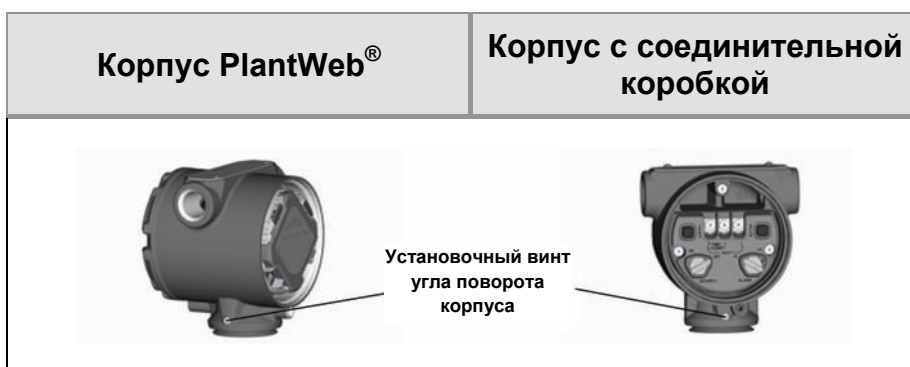 Корпус PlantWeb®
Корпус с соединительной
коробкой
Установочный винт
угла поворота
корпуса